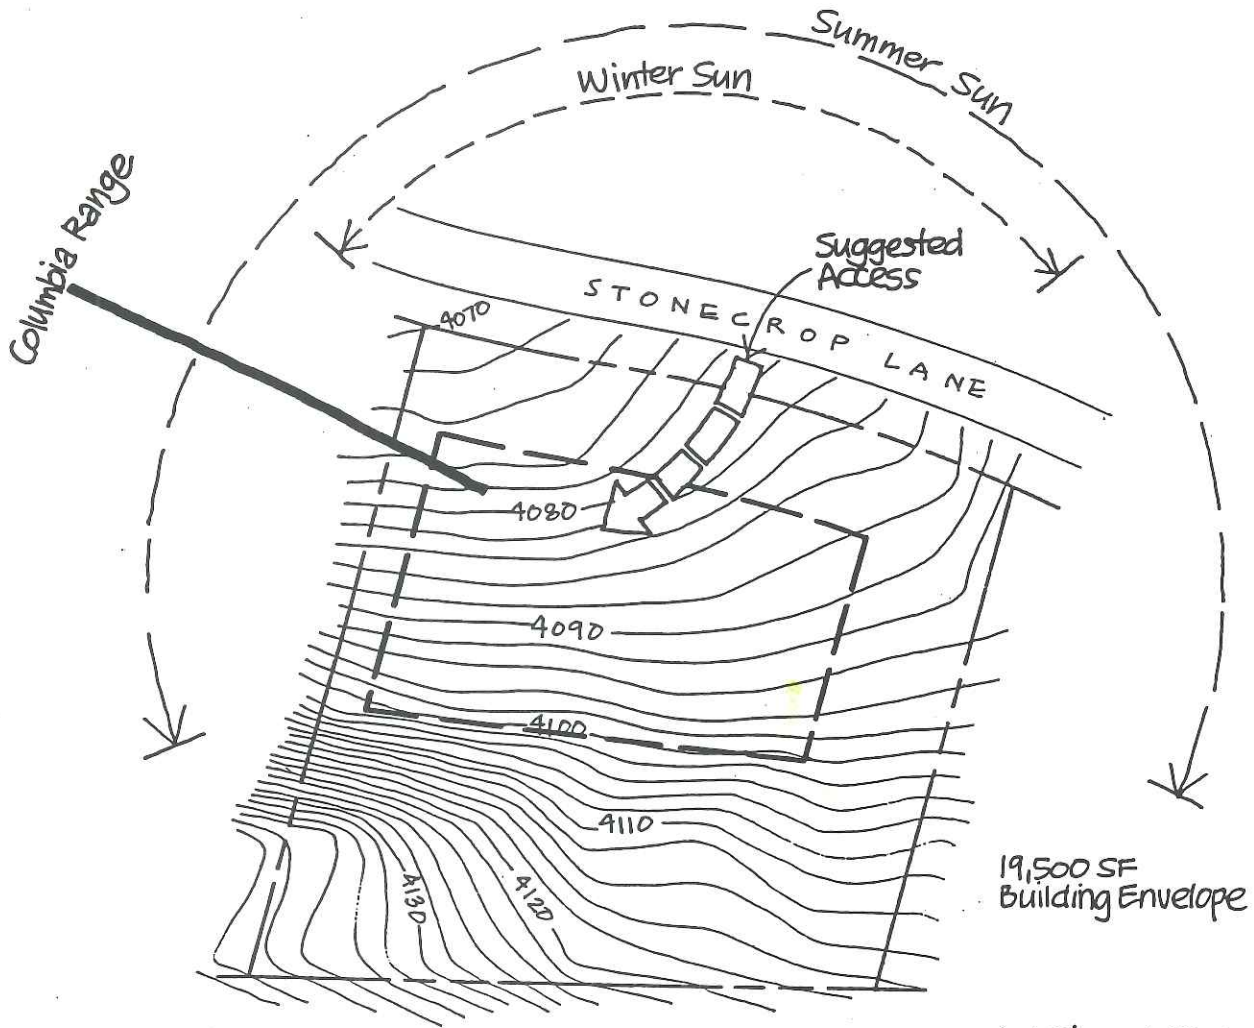 Summer Sun
Winter Sun
Columbia Range
Suggested
Access
STONECROP LANE
4070
4080
4090
4100
4110
4120
4130
19,500 SF
Building Envelope